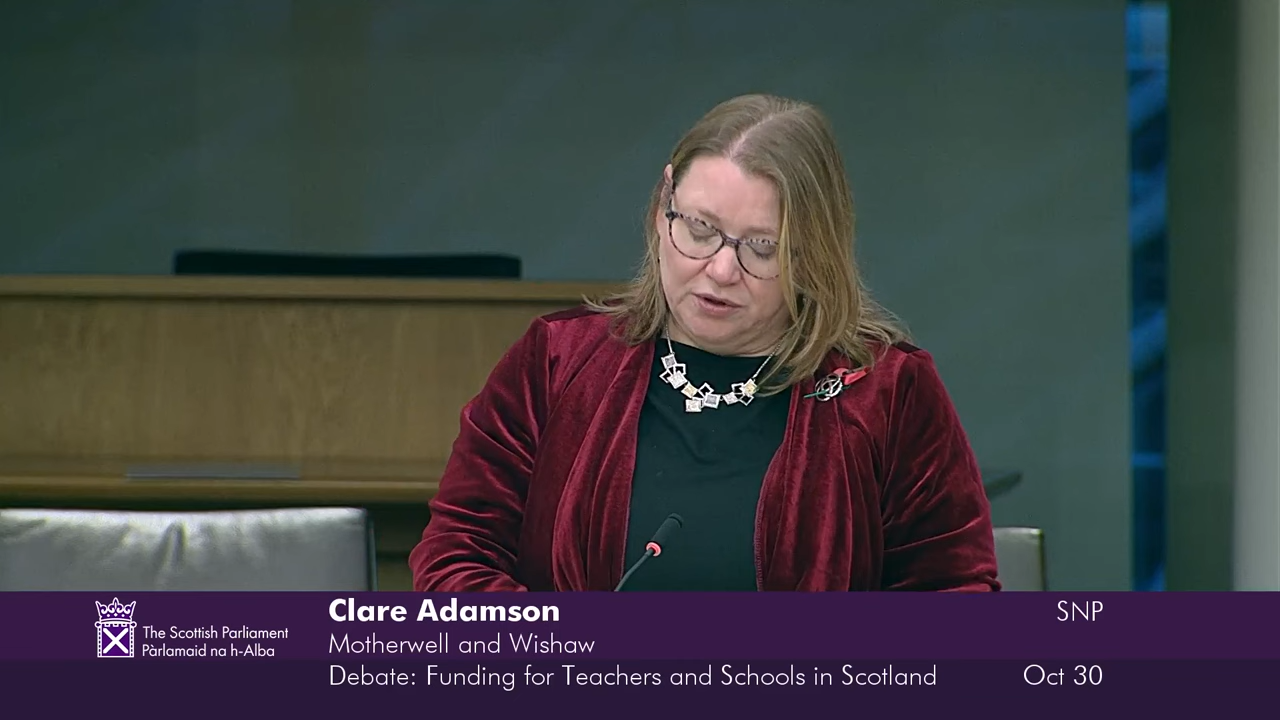 Clare Adamson
SNP
Motherwell and Wishaw
The Scottish Parliament
Pàrlamaid na h-Alba
Debate: Funding for Teachers and Schools in Scotland
Oct 30